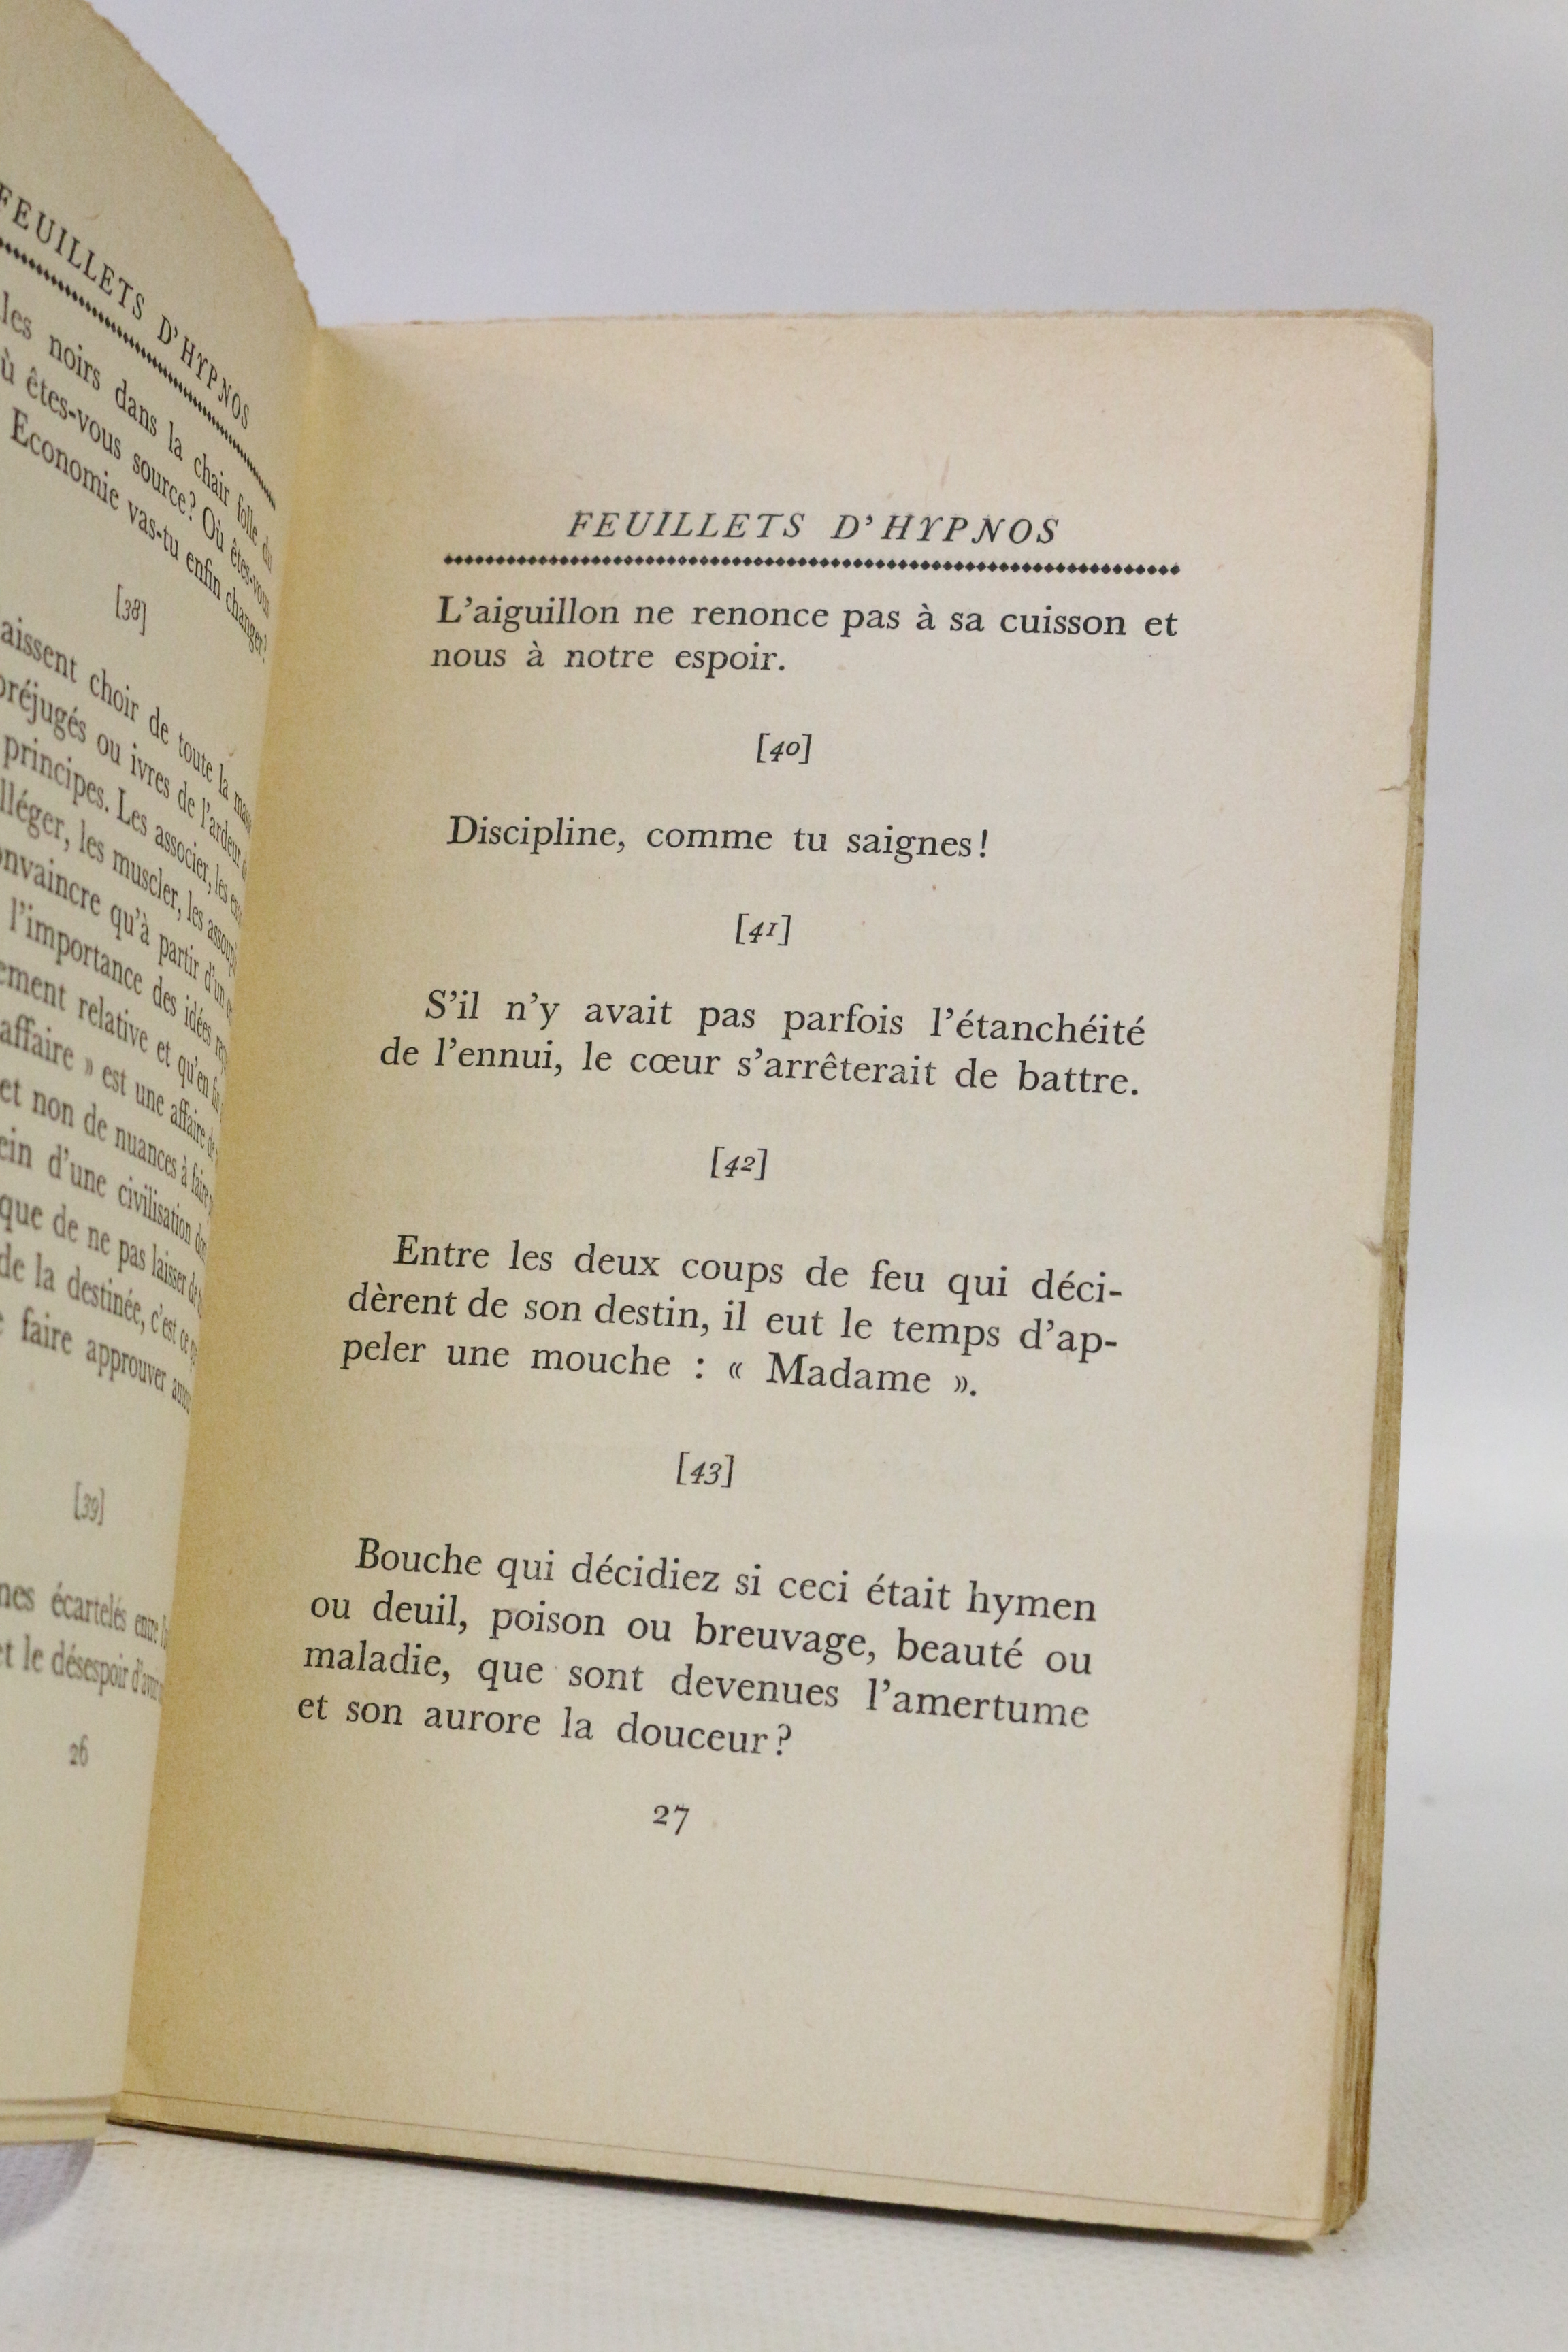 FEUILLETS D'HYPNOS
les noirs dans la chair folle du
êtes-vous source? Où êtes-vous
Economie vas-tu enfin changer?
[38]
choir de toute la
préjugés ou ivres de l'ardeur
principes. Les associer, les
les muscler, les
qu'à partir d'un
l'importance des idées
relative et qu'en
affaire » est une affaire de
et non de nuances à faire
d'une civilisation
que de ne pas laisser de
de la destinée, c'est ce
faire approuver
[39]
écartelés entre
et le désespoir d'avoir
26
FEUILLETS D'HYPNOS
L'aiguillon ne renonce pas à sa cuisson et
nous à notre espoir.
[40]
Discipline, comme tu saignes!
[41]
S'il n'y avait pas parfois l'étanchéité
de l'ennui, le cœur s'arrêterait de battre.
[42]
Entre les deux coups de feu qui déci-
dèrent de son destin, il eut le temps d'ap-
peler une mouche : « Madame ».
[43]
Bouche qui décidiez si ceci était hymen
ou deuil, poison ou breuvage, beauté ou
maladie, que sont devenues l'amertume
et son aurore la douceur?
27